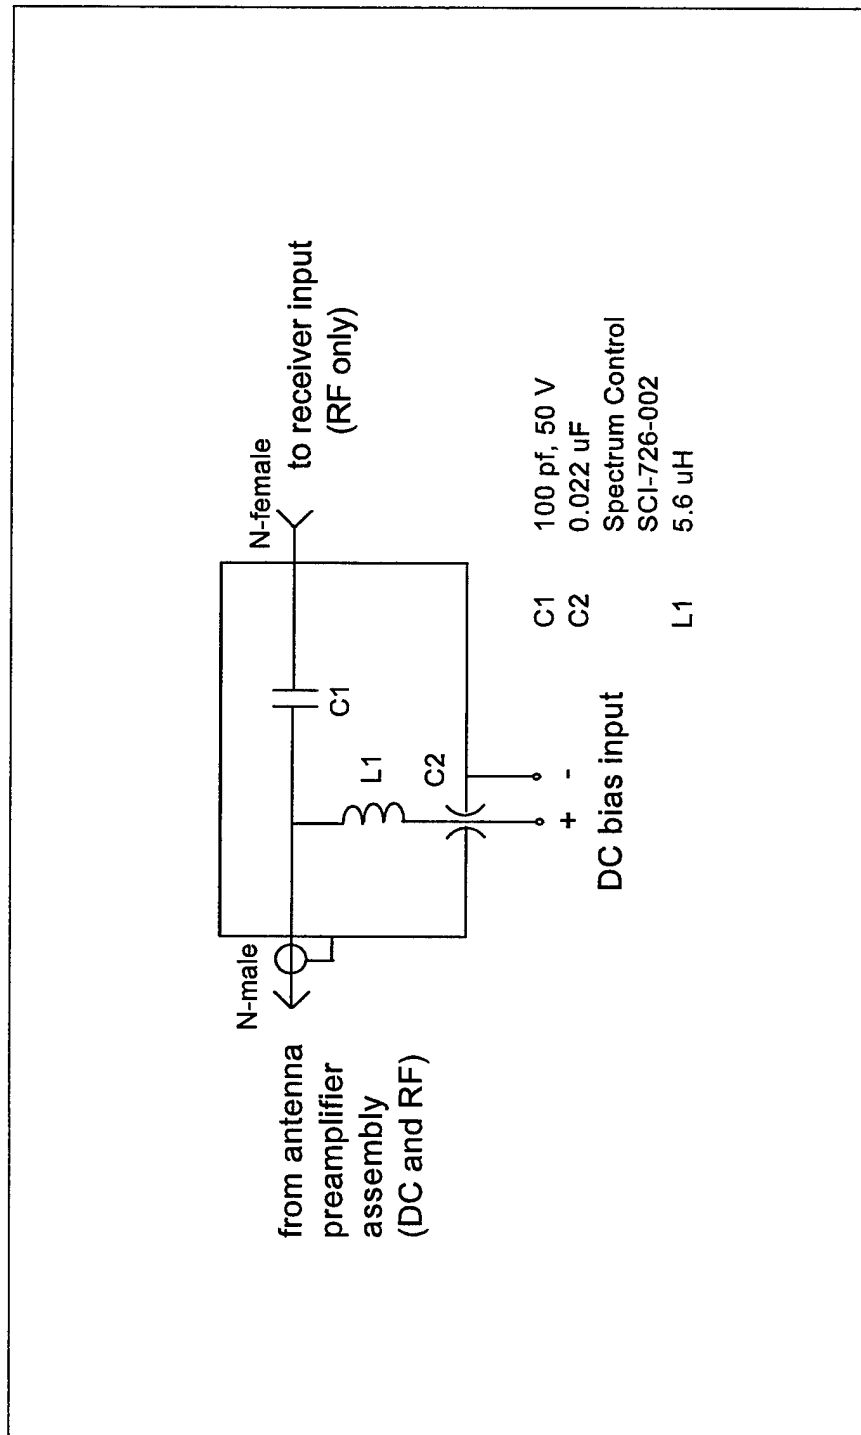 N-male
N-female
from antenna
preamplifier
assembly
(DC and RF)
to receiver input
(RF only)
C1
L1
C2
+ -
DC bias input
C1 100 pf, 50 V
C2 0.022 uF
Spectrum Control
SCI-726-002
L1 5.6 uH